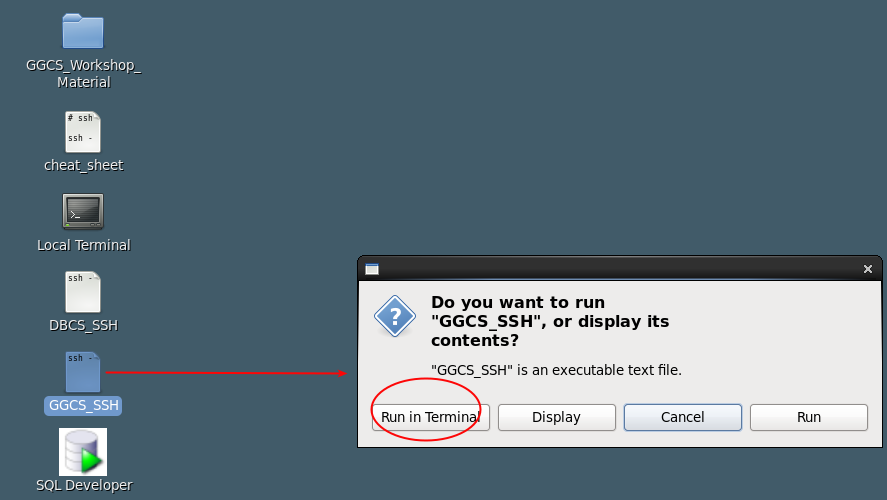 GGCS_Workshop_
Material
# ssh
ssh -
cheat_sheet
>_
Local Terminal
ssh -
DBCS_SSH
ssh -
GGCS_SSH
SQL Developer
Do you want to run
"GGCS_SSH", or display its
contents?
"GGCS_SSH" is an executable text file.
Run in Terminal
Display
Cancel
Run